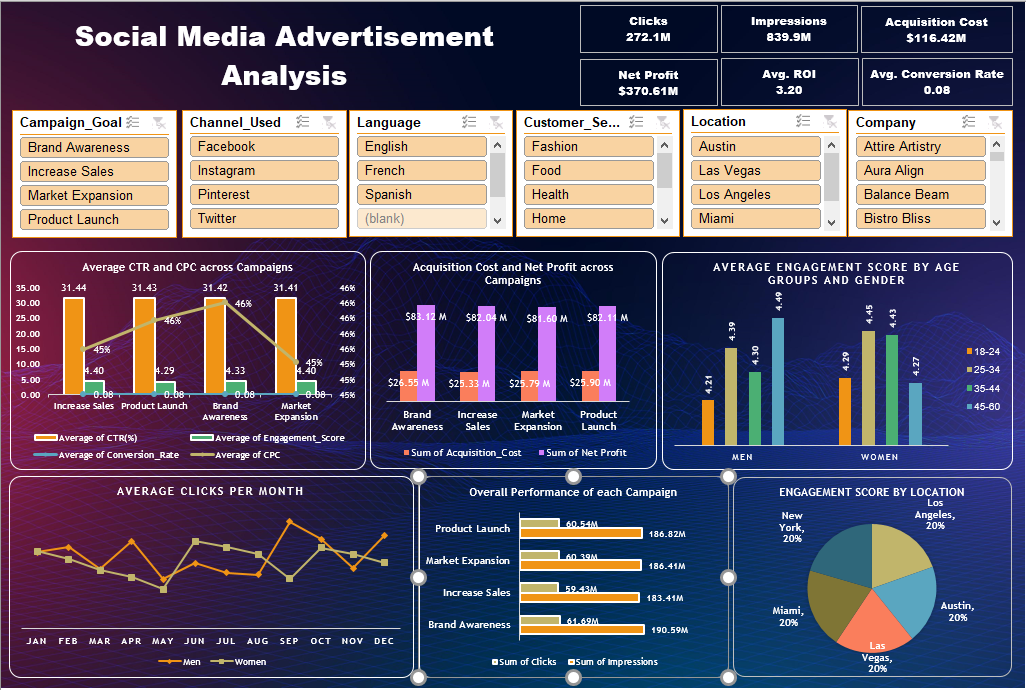 Social Media Advertisement
Analysis
Clicks
272.1M
Impressions
839.9M
Acquisition Cost
$116.42M
Net Profit
$370.61M
Avg. ROI
3.20
Avg. Conversion Rate
0.08
Campaign_Goal
Brand Awareness
Increase Sales
Market Expansion
Product Launch
Channel_Used
Facebook
Instagram
Pinterest
Twitter
Language
English
French
Spanish
(blank)
Customer_Se...
Fashion
Food
Health
Home
Location
Austin
Las Vegas
Los Angeles
Miami
Company
Attire Artistry
Aura Align
Balance Beam
Bistro Bliss
Average CTR and CPC across Campaigns
35.00
30.00
25.00
20.00
15.00
10.00
5.00
0.00
31.44
31.43
31.42
31.41
45%
46%
46%
45%
4.40
4.29
4.33
4.40
0.08
0.08
0.08
0.08
46%
46%
46%
46%
46%
45%
45%
45%
Increase Sales
Product Launch
Brand
Awareness
Market
Expansion
Average of CTR(%)
Average of Engagement_Score
Average of Conversion_Rate
Average of CPC
Acquisition Cost and Net Profit across
Campaigns
$83.12 M
$82.04 M
$81.60 M
$82.11 M
$26.55 M
$25.33 M
$25.79 M
$25.90 M
Brand
Awareness
Increase
Sales
Market
Expansion
Product
Launch
Sum of Acquisition_Cost
Sum of Net Profit
AVERAGE ENGAGEMENT SCORE BY AGE
GROUPS AND GENDER
4.21
4.39
4.30
4.49
4.29
4.45
4.43
4.27
MEN
WOMEN
18-24
25-34
35-44
45-60
AVERAGE CLICKS PER MONTH
JAN FEB MAR APR MAY JUN JUL AUG SEP OCT NOV DEC
Men
Women
Overall Performance of each Campaign
Product Launch
60.54M
186.82M
Market Expansion
60.39M
186.41M
Increase Sales
59.43M
183.41M
Brand Awareness
61.69M
190.59M
Sum of Clicks
Sum of Impressions
ENGAGEMENT SCORE BY LOCATION
Los
Angeles,
20%
New
York,
20%
Austin,
20%
Miami,
20%
Las
Vegas,
20%